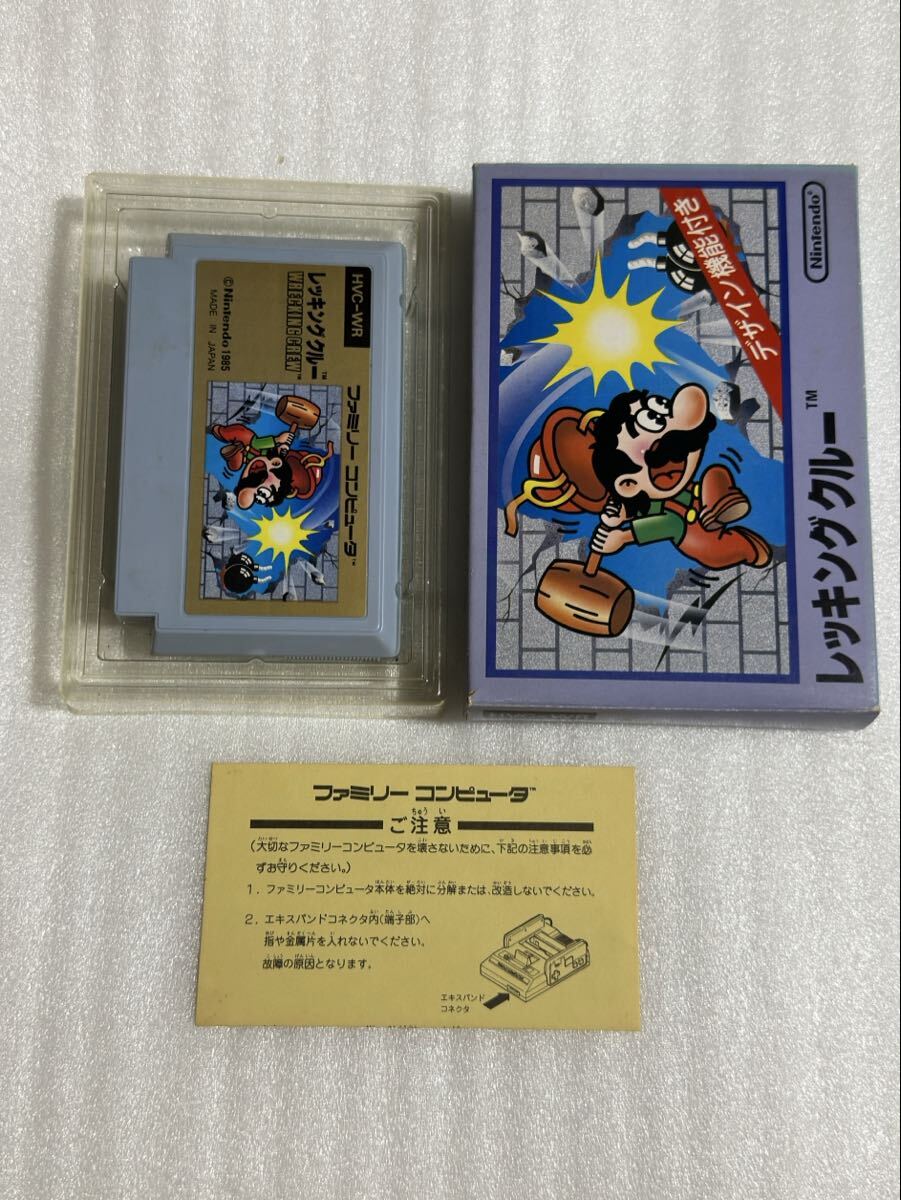 HVC-WR
レッキングクルー™
WRECKING CREW™
©Nintendo 1985
MADE IN JAPAN
ファミリー コンピュータ™
デザイン機能付き
Nintendo®
レッキングクルー™
ファミリー コンピュータ™
ご注意
(大切なファミリーコンピュータを壊さないために、下記の注意事項を必
ずお守りください。)
1. ファミリーコンピュータ本体を絶対に分解または、改造しないでください。
2. エキスパンドコネクタ内(端子部)へ
指や金属片を入れないでください。
故障の原因となります。
エキスパンド
コネクタ